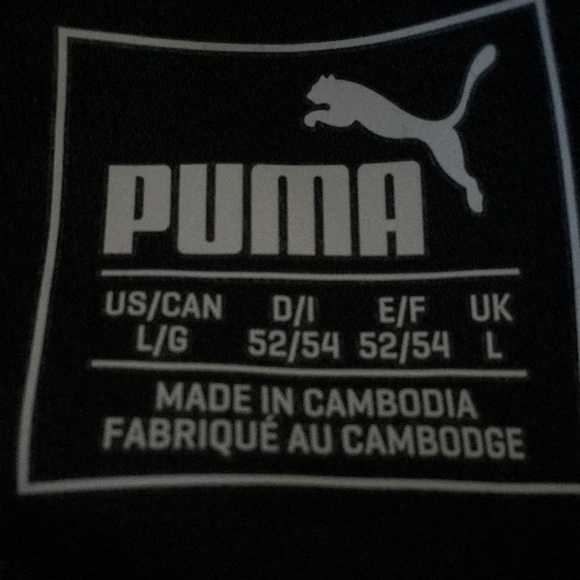 PUMA
US/CAN D/I E/F UK
L/G 52/54 52/54 L
MADE IN CAMBODIA
FABRIQUÉ AU CAMBODGE